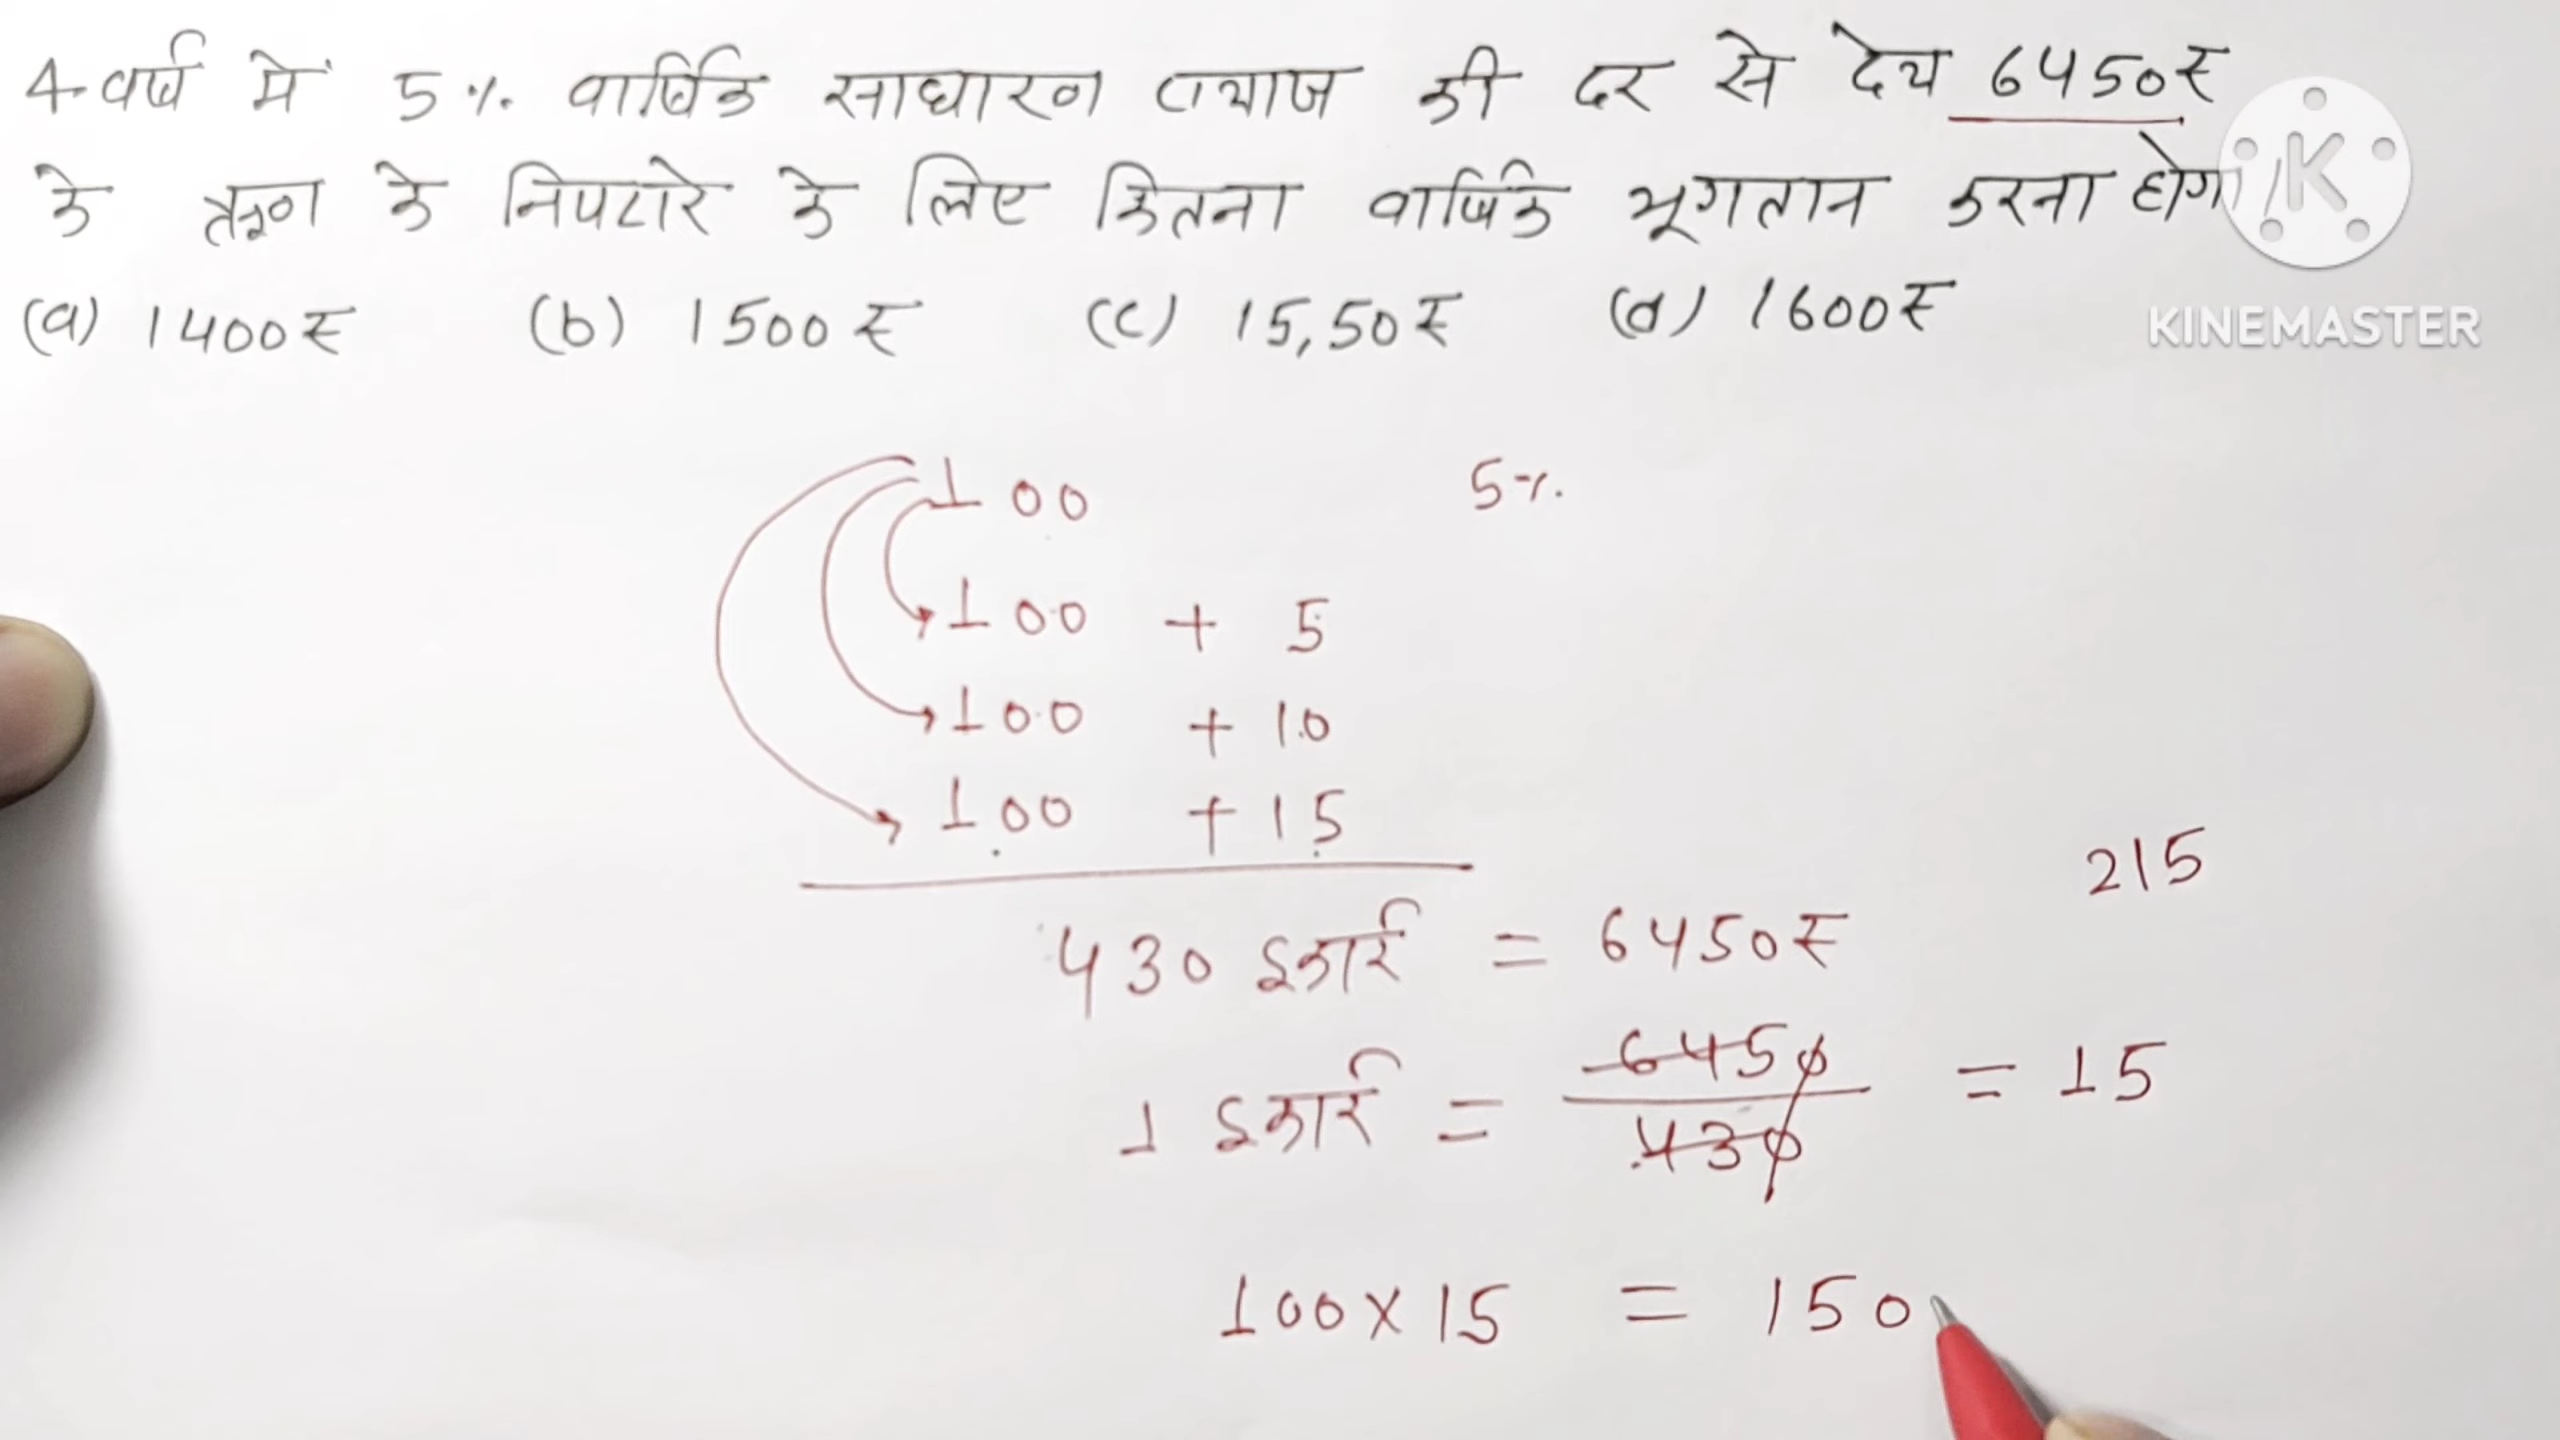 4 वर्ष में 5% वार्षिक साधारण ब्याज की दर से देय 6450₹
के ऋण के निपटारे के लिए कितना वार्षिक भूगतान करना होगा।
(a) 1400₹ (b) 1500₹ (c) 15,50₹ (d) 1600₹
KINEMASTER
100 5%
100 + 5
100 + 10
100 + 15
215
430 इकाई = 6450₹
1 इकाई = 6450/430 = 15
100 × 15 = 150